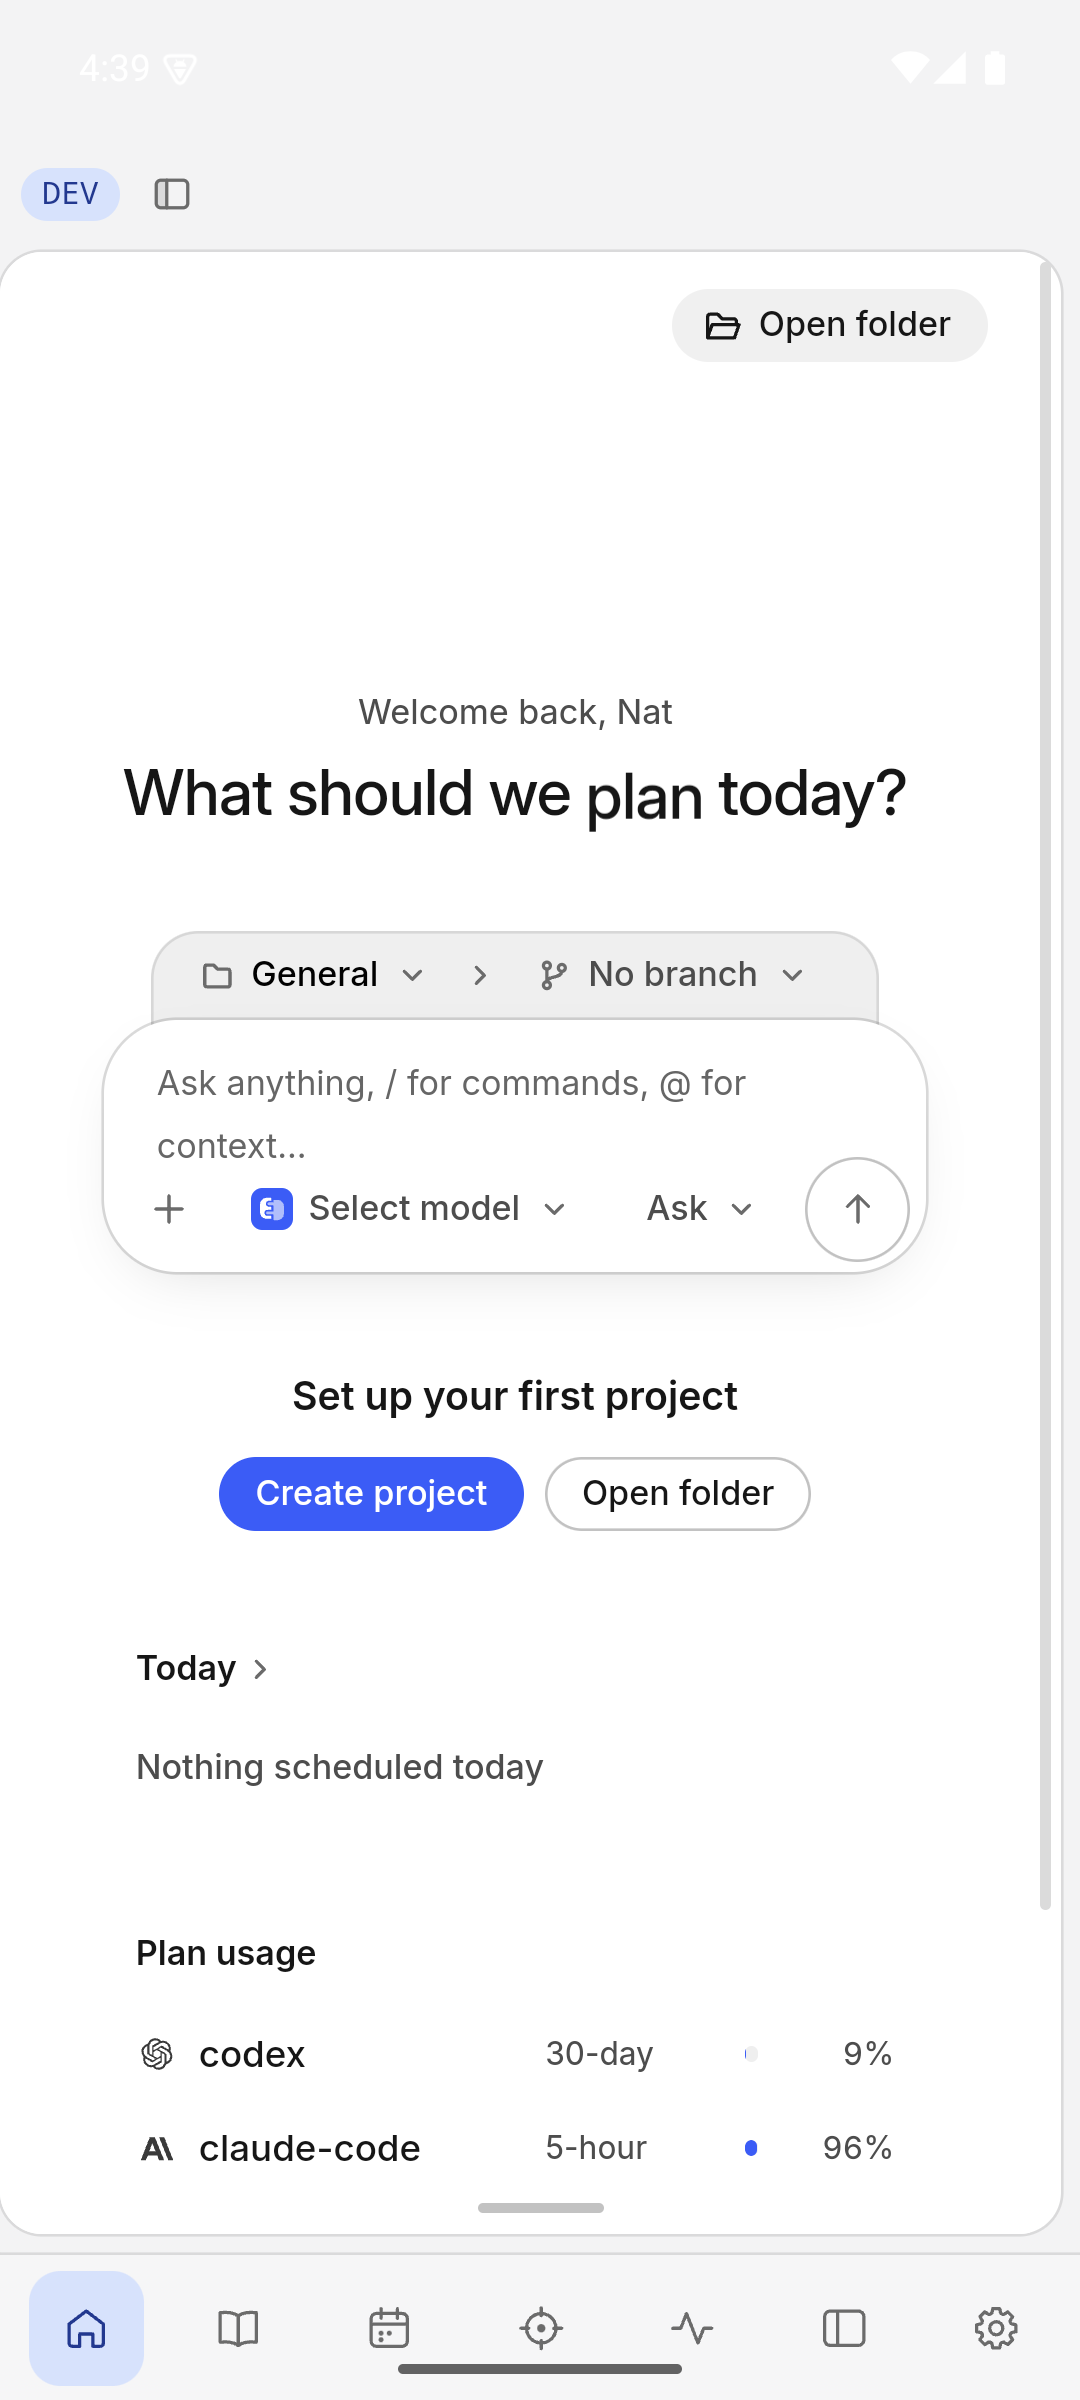 4:39
DEV
Open folder
Welcome back, Nat
What should we plan today?
General
No branch
Ask anything, / for commands, @ for
context...
Select model
Ask
Set up your first project
Create project
Open folder
Today
Nothing scheduled today
Plan usage
codex 30-day 9%
claude-code 5-hour 96%